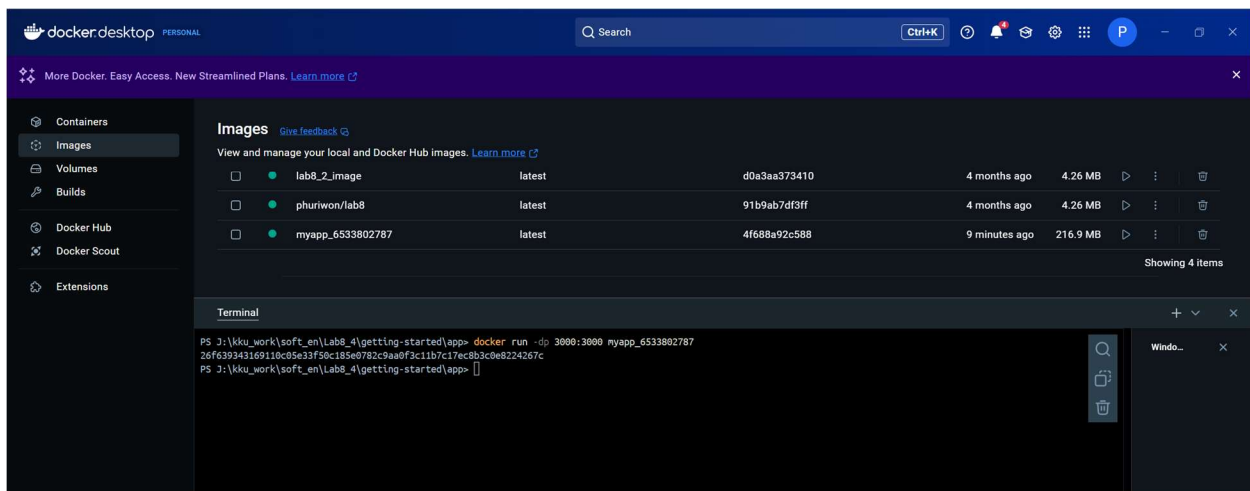 docker.desktop PERSONAL
Search
Ctrl+K
4
P
More Docker. Easy Access. New Streamlined Plans. Learn more
Containers
Images
Volumes
Builds
Docker Hub
Docker Scout
Extensions
Images Give feedback
View and manage your local and Docker Hub images. Learn more
lab8_2_image latest d0a3aa373410 4 months ago 4.26 MB
phuriwon/lab8 latest 91b9ab7df3ff 4 months ago 4.26 MB
myapp_6533802787 latest 4f688a92c588 9 minutes ago 216.9 MB
Showing 4 items
Terminal
PS J:\kku_work\soft_en\Lab8_4\getting-started\app> docker run -dp 3000:3000 myapp_6533802787
26f639343169110c05e33f50c185e0782c9aa0f3c11b7c17ec8b3c0e8224267c
PS J:\kku_work\soft_en\Lab8_4\getting-started\app>
Windo...